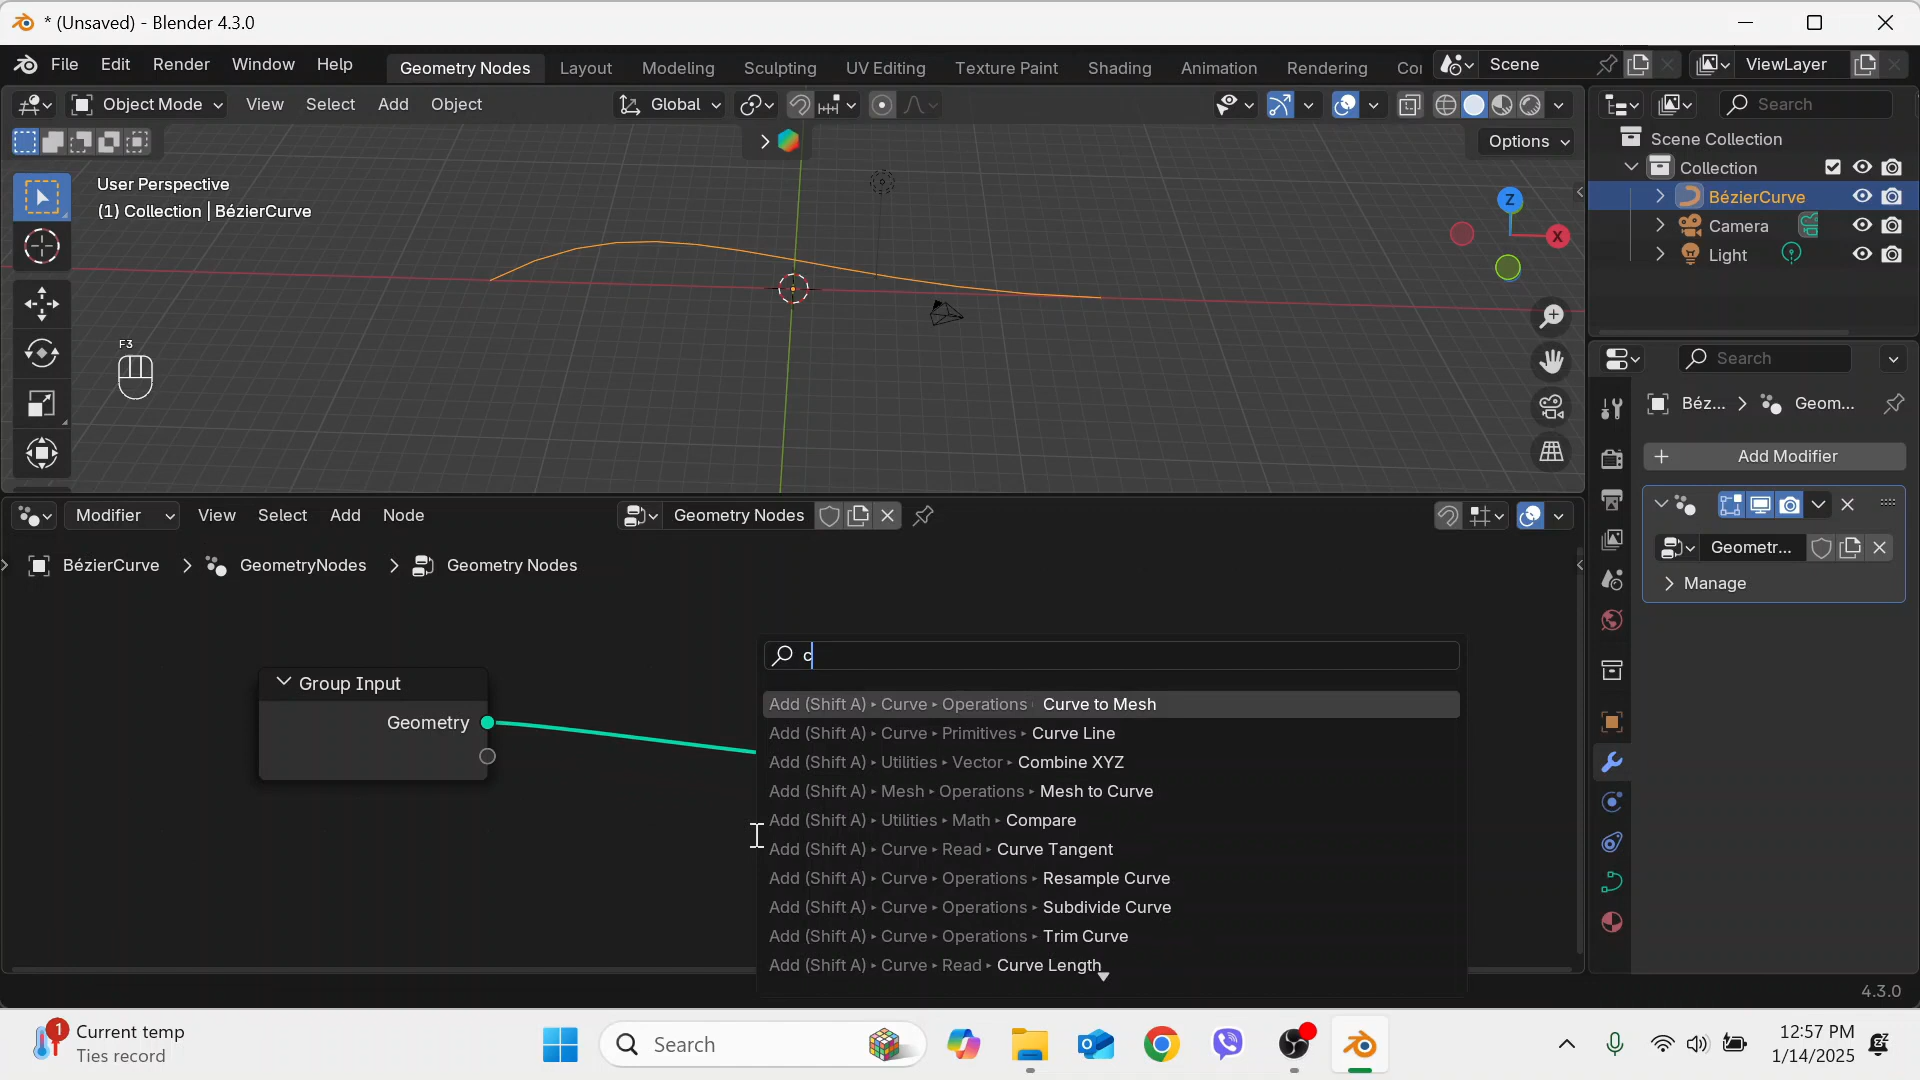 * (Unsaved) - Blender 4.3.0
File Edit Render Window Help Geometry Nodes Layout Modeling Sculpting UV Editing Texture Paint Shading Animation Rendering Scene ViewLayer
Object Mode View Select Add Object Global Search
Options
Scene Collection
Collection
BézierCurve
Camera
Light
User Perspective
(1) Collection | BézierCurve
Z
X
F3
Search
Béz... Geom...
Add Modifier
Geometr...
Manage
Modifier View Select Add Node Geometry Nodes
BézierCurve GeometryNodes Geometry Nodes
Group Input
Geometry
c
Add (Shift A) ▸ Curve ▸ Operations ▸ Curve to Mesh
Add (Shift A) ▸ Curve ▸ Primitives ▸ Curve Line
Add (Shift A) ▸ Utilities ▸ Vector ▸ Combine XYZ
Add (Shift A) ▸ Mesh ▸ Operations ▸ Mesh to Curve
Add (Shift A) ▸ Utilities ▸ Math ▸ Compare
Add (Shift A) ▸ Curve ▸ Read ▸ Curve Tangent
Add (Shift A) ▸ Curve ▸ Operations ▸ Resample Curve
Add (Shift A) ▸ Curve ▸ Operations ▸ Subdivide Curve
Add (Shift A) ▸ Curve ▸ Operations ▸ Trim Curve
Add (Shift A) ▸ Curve ▸ Read ▸ Curve Length
4.3.0
1
Current temp
Ties record
Search
12:57 PM
1/14/2025